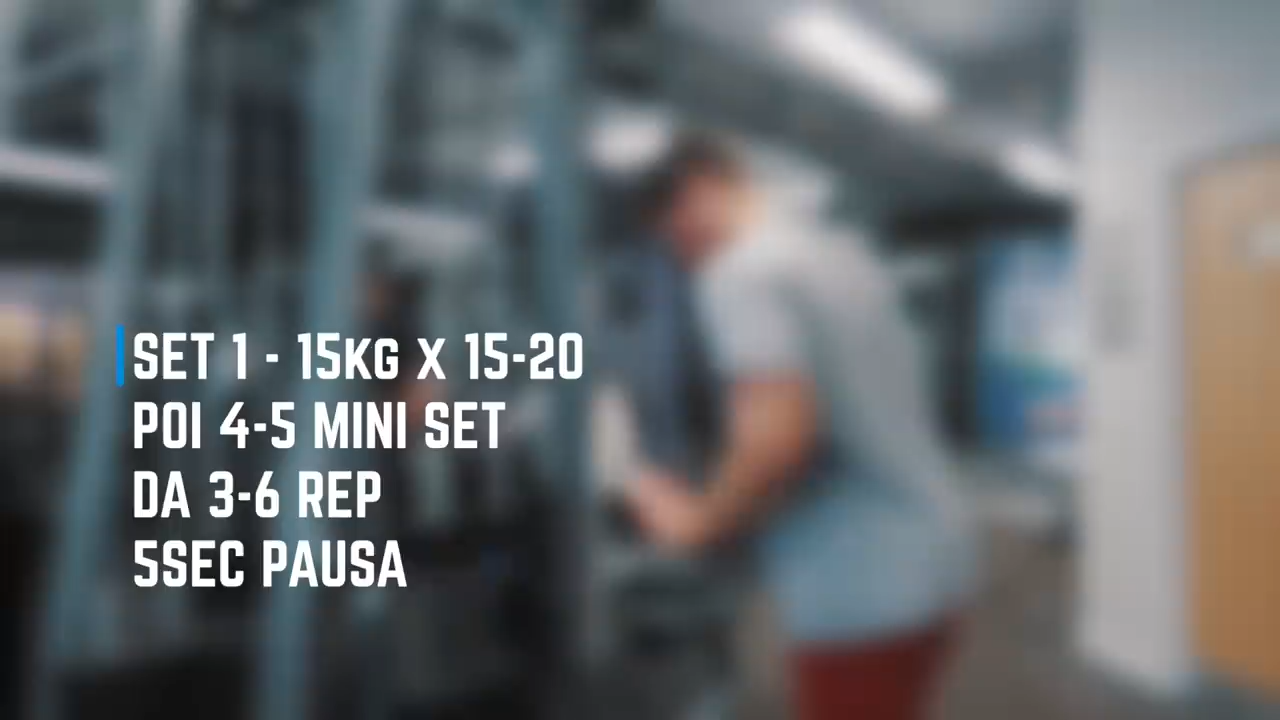 SET 1 - 15KG X 15-20
POI 4-5 MINI SET
DA 3-6 REP
5SEC PAUSA